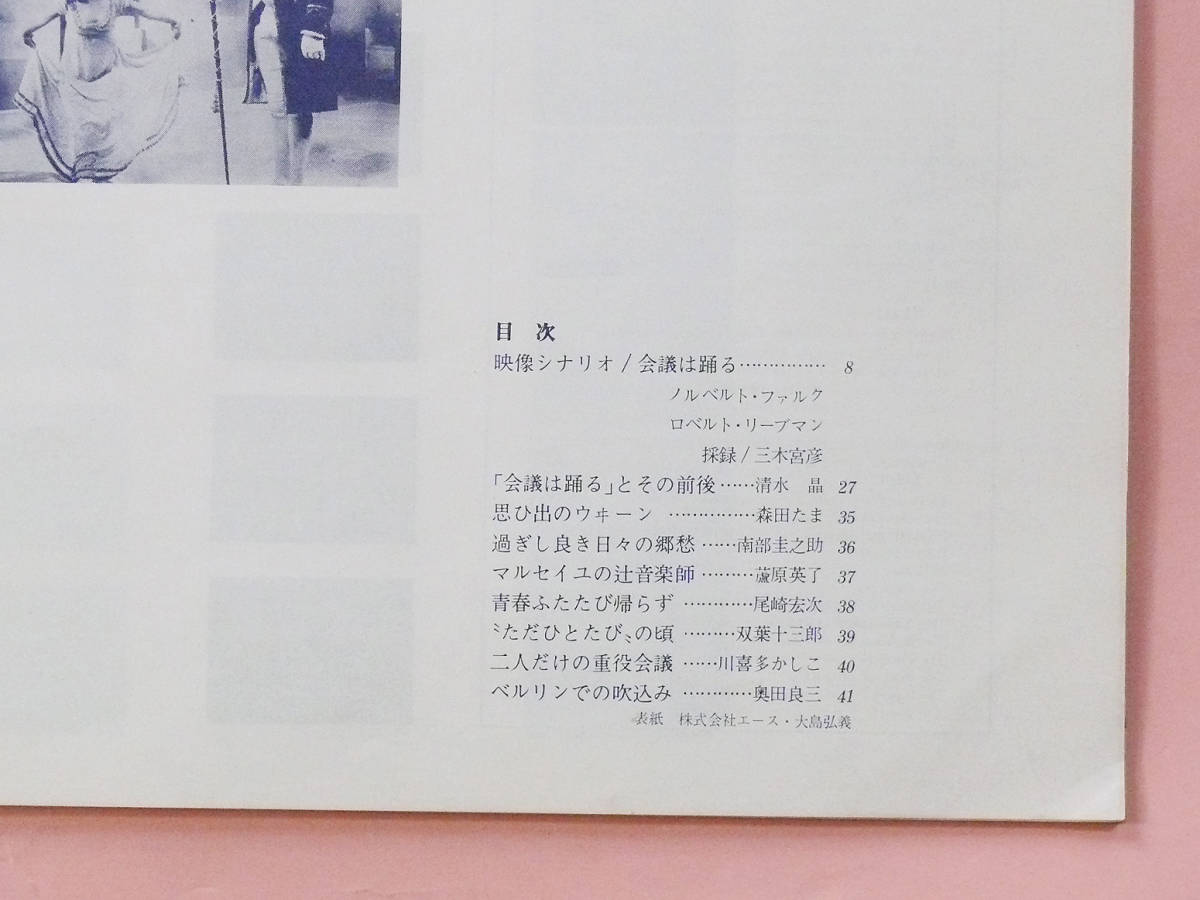 目 次
映像シナリオ/会議は踊る…………… 8
ノルベルト・ファルク
ロベルト・リープマン
採録/三木宮彦
「会議は踊る」とその前後……清水 晶 27
思ひ出のウヰーン ……………森田たま 35
過ぎし良き日々の郷愁……南部圭之助 36
マルセイユの辻音楽師………蘆原英了 37
青春ふたたび帰らず …………尾崎宏次 38
〝ただひとたび〟の頃 ………双葉十三郎 39
二人だけの重役会議 ……川喜多かしこ 40
ベルリンでの吹込み …………奥田良三 41
表紙 株式会社エース・大島弘義